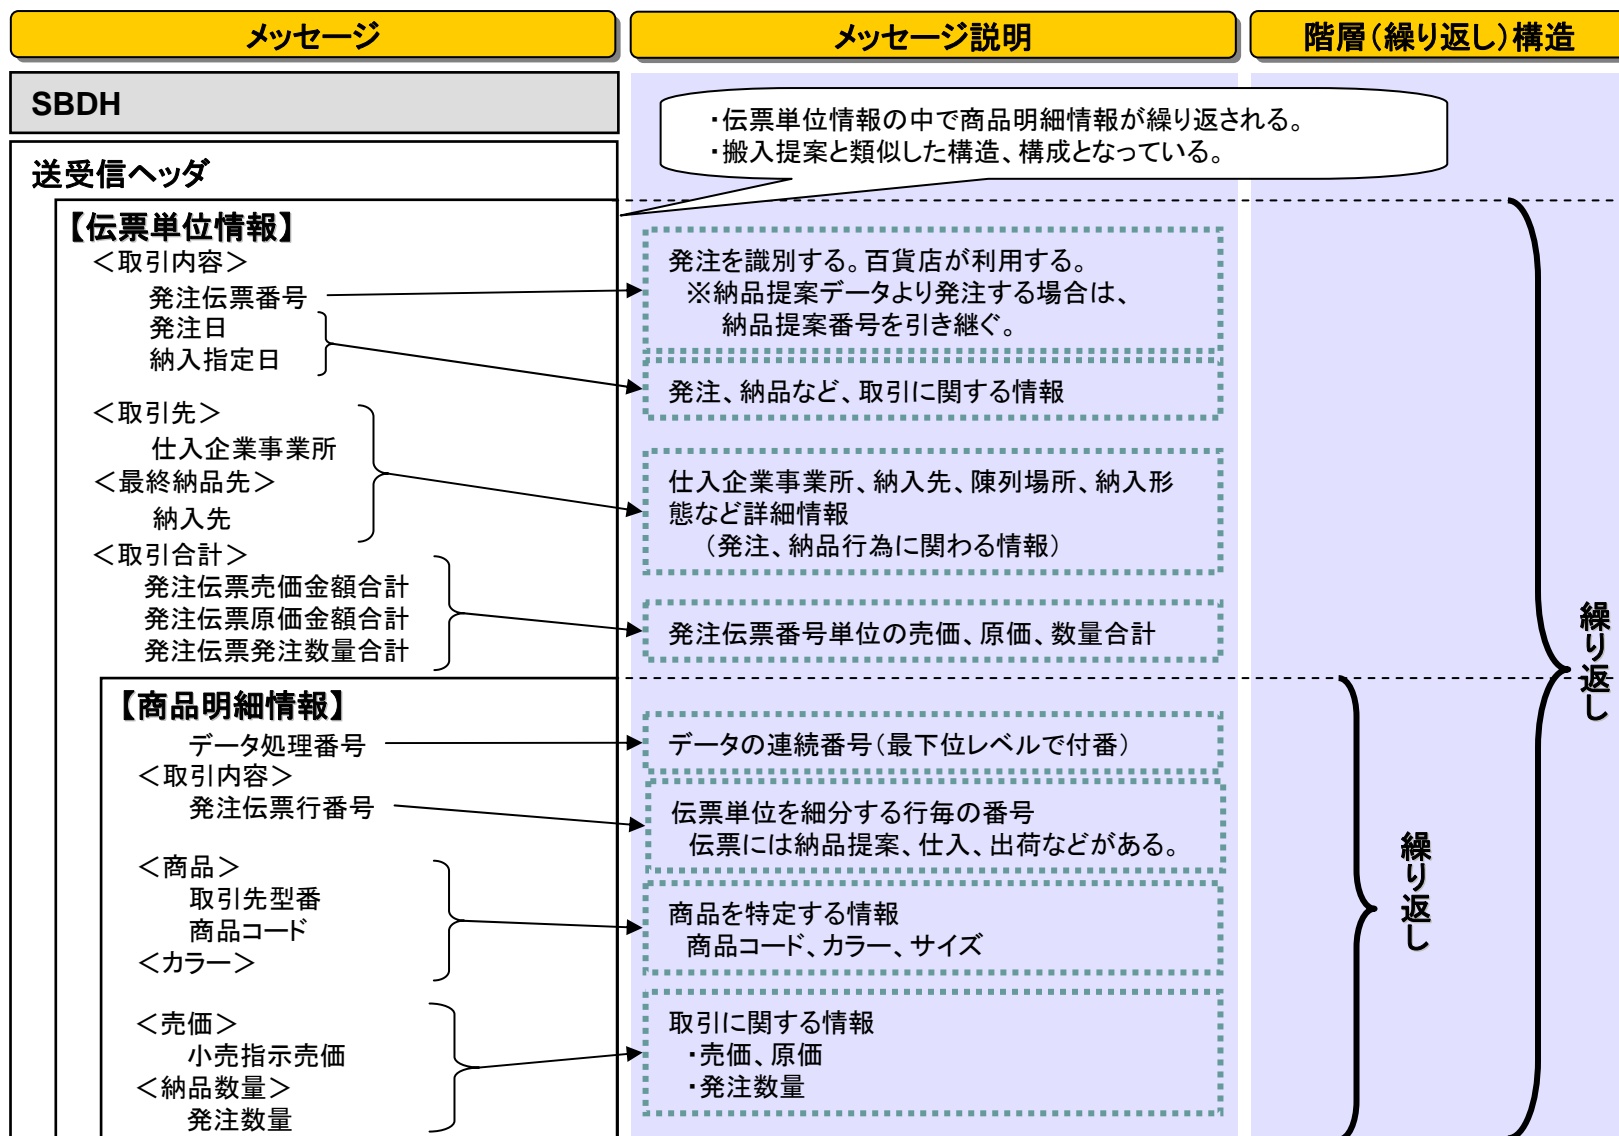 メッセージ
メッセージ説明
階層（繰り返し）構造
SBDH
・伝票単位情報の中で商品明細情報が繰り返される。
・搬入提案と類似した構造、構成となっている。
送受信ヘッダ
【伝票単位情報】
＜取引内容＞
発注伝票番号
発注日
納入指定日
＜取引先＞
仕入企業事業所
＜最終納品先＞
納入先
＜取引合計＞
発注伝票売価金額合計
発注伝票原価金額合計
発注伝票発注数量合計
発注を識別する。百貨店が利用する。
※納品提案データより発注する場合は、
納品提案番号を引き継ぐ。
発注、納品など、取引に関する情報
仕入企業事業所、納入先、陳列場所、納入形
態など詳細情報
（発注、納品行為に関わる情報）
発注伝票番号単位の売価、原価、数量合計
【商品明細情報】
データ処理番号
＜取引内容＞
発注伝票行番号
＜商品＞
取引先型番
商品コード
＜カラー＞
＜売価＞
小売指示売価
＜納品数量＞
発注数量
データの連続番号（最下位レベルで付番）
伝票単位を細分する行毎の番号
伝票には納品提案、仕入、出荷などがある。
商品を特定する情報
商品コード、カラー、サイズ
取引に関する情報
・売価、原価
・発注数量
繰り返し
繰り返し